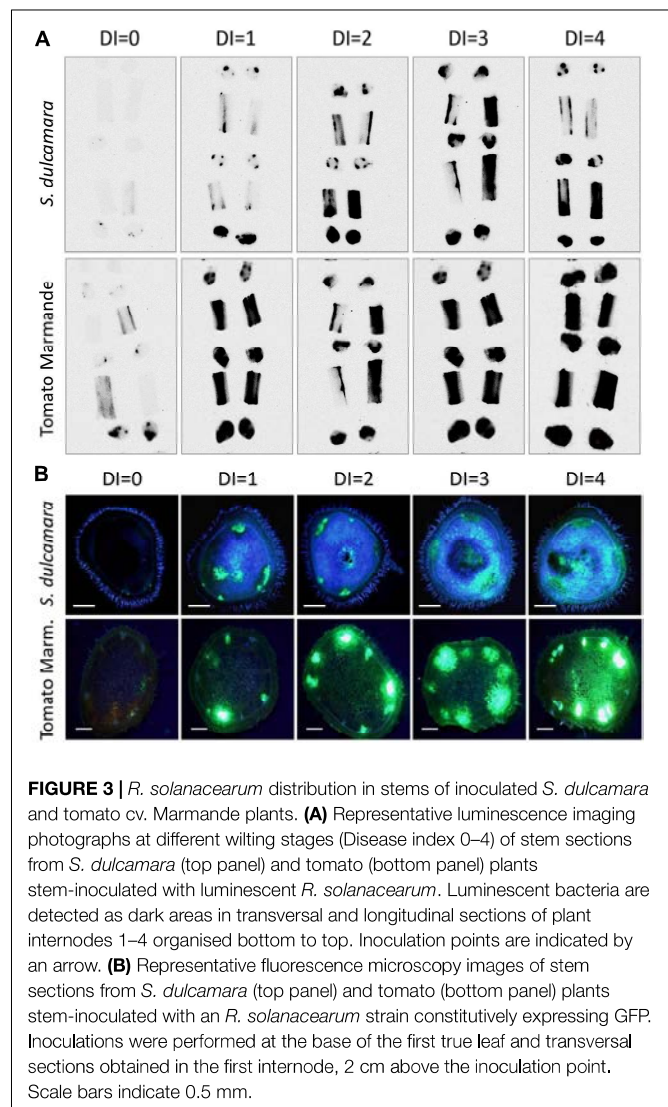 A
DI=0 DI=1 DI=2 DI=3 DI=4
S. dulcamara
Tomato Marmande
B
DI=0 DI=1 DI=2 DI=3 DI=4
S. dulcamara
Tomato Marm.
FIGURE 3 | R. solanacearum distribution in stems of inoculated S. dulcamara
and tomato cv. Marmande plants. (A) Representative luminescence imaging
photographs at different wilting stages (Disease index 0–4) of stem sections
from S. dulcamara (top panel) and tomato (bottom panel) plants
stem-inoculated with luminescent R. solanacearum. Luminescent bacteria are
detected as dark areas in transversal and longitudinal sections of plant
internodes 1–4 organised bottom to top. Inoculation points are indicated by
an arrow. (B) Representative fluorescence microscopy images of stem
sections from S. dulcamara (top panel) and tomato (bottom panel) plants
stem-inoculated with an R. solanacearum strain constitutively expressing GFP.
Inoculations were performed at the base of the first true leaf and transversal
sections obtained in the first internode, 2 cm above the inoculation point.
Scale bars indicate 0.5 mm.